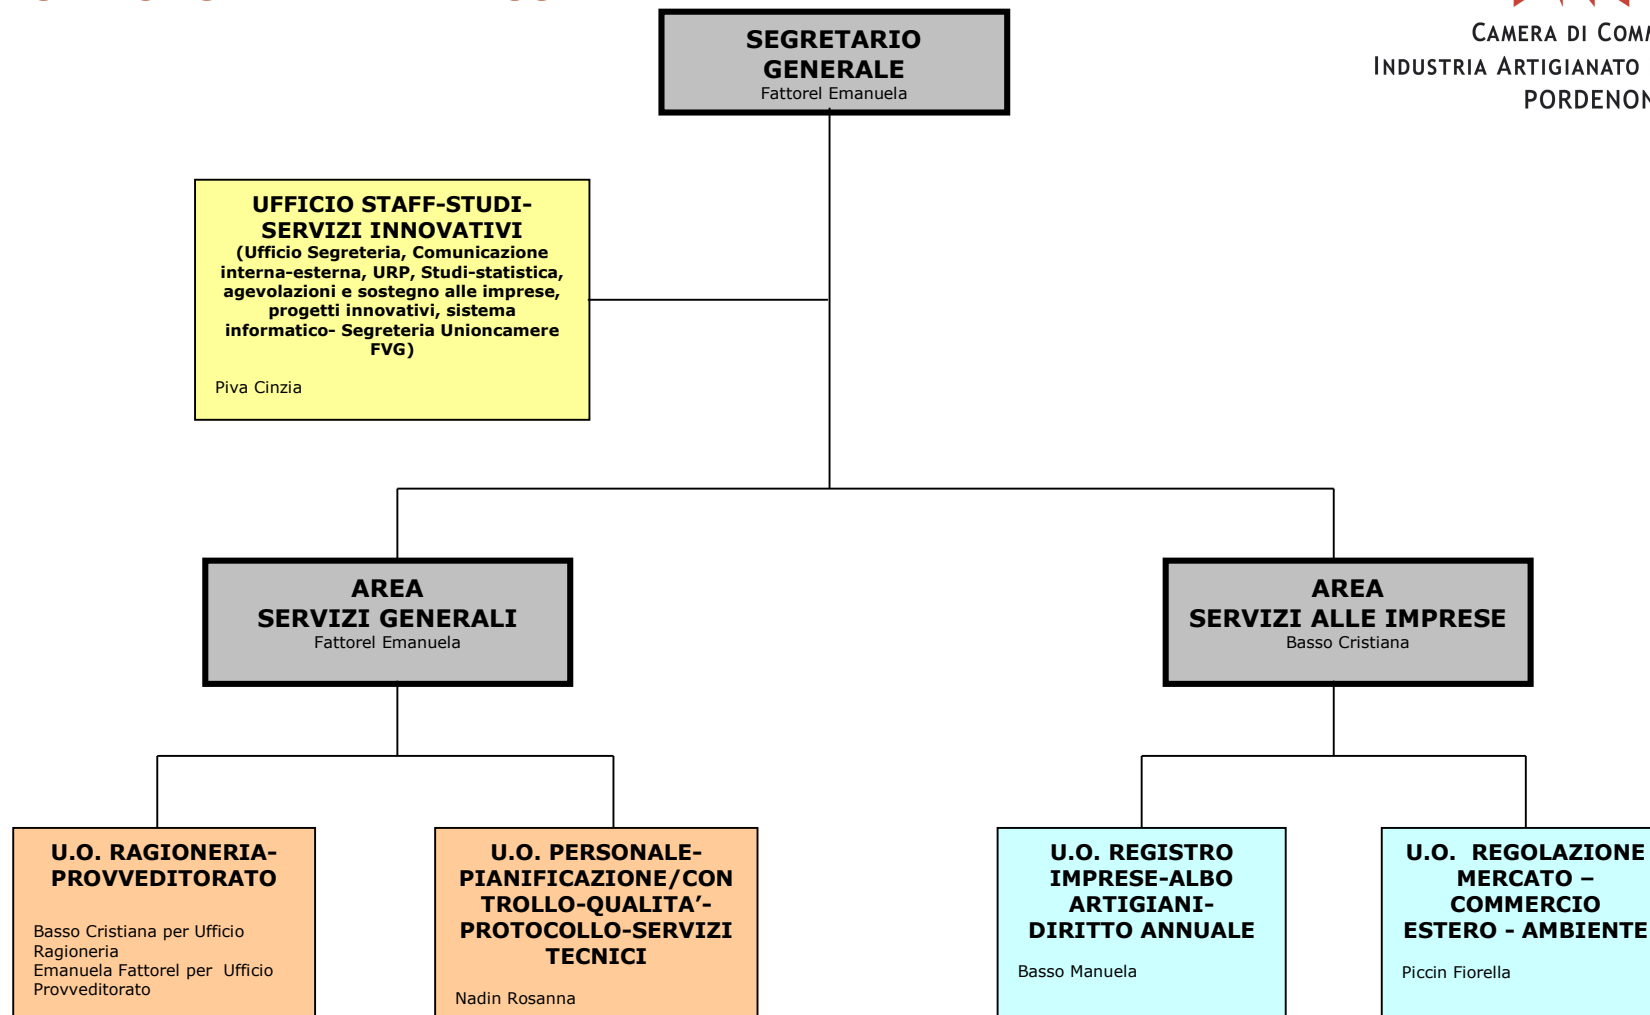 SEGRETARIO
GENERALE
Fattorel Emanuela
CAMERA DI
INDUSTRIA ARTIGIANATO
UFFICIO STAFF-STUDI-
SERVIZI INNOVATIVI
(Ufficio Segreteria, Comunicazione
interna-esterna, URP, Studi-statistica,
agevolazioni e sostegno alle imprese,
progetti innovativi, sistema
informatico- Segreteria Unioncamere
FVG)
Piva Cinzia
AREA
SERVIZI GENERALI
Fattorel Emanuela
AREA
SERVIZI ALLE IMPRESE
Basso Cristiana
U.O. RAGIONERIA-
PROVVEDITORATO
Basso Cristiana per Ufficio
Ragioneria
Emanuela Fattorel per  Ufficio
Provveditorato
U.O. PERSONALE-
PIANIFICAZIONE/CON
TROLLO-QUALITA’-
PROTOCOLLO-SERVIZI
TECNICI
Nadin Rosanna
U.O. REGISTRO
IMPRESE-ALBO
ARTIGIANI-
DIRITTO ANNUALE
Basso Manuela
U.O.  REGOLAZIONE
MERCATO –
COMMERCIO
ESTERO - AMBIENTE
Piccin Fiorella